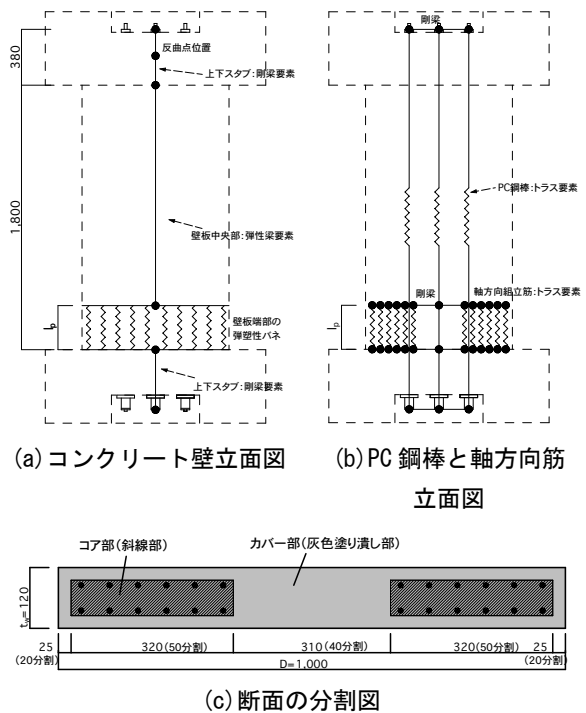 380
1,800
lp
反曲点位置
上下スタブ:剛梁要素
壁板中央部:弾性梁要素
壁板端部の
弾塑性バネ
上下スタブ:剛梁要素
(a)コンクリート壁立面図
剛梁
PC鋼棒:トラス要素
剛梁
軸方向組立筋:トラス要素
lp
(b)PC 鋼棒と軸方向筋
立面図
コア部(斜線部)
カバー部(灰色塗り潰し部)
tw=120
25
(20分割)
320(50分割)
310(40分割)
320(50分割)
25
(20分割)
D=1,000
(c)断面の分割図